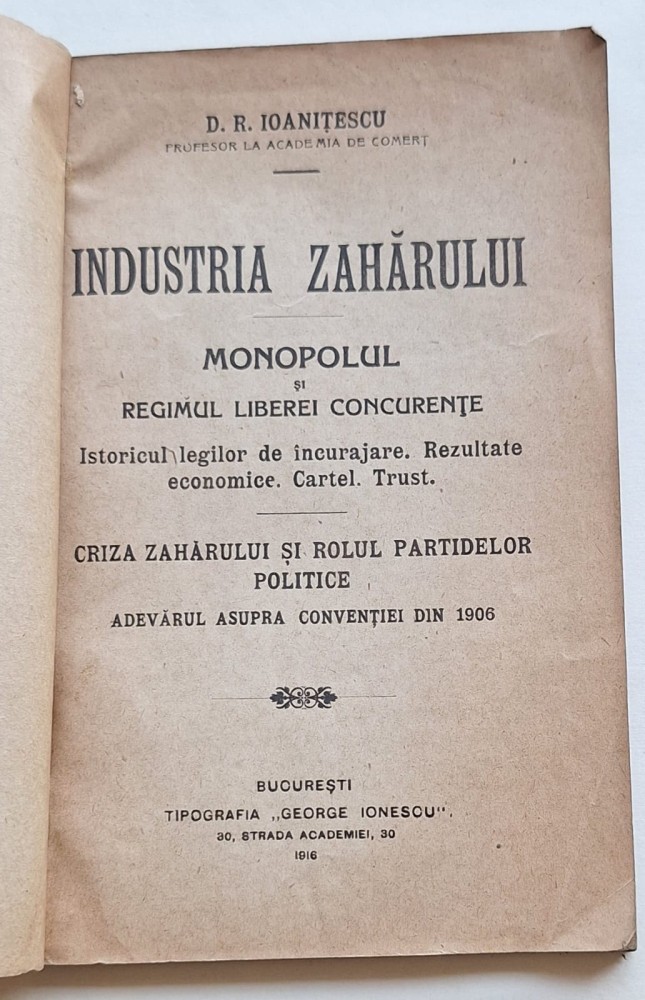 D. R. IOANIȚESCU
PROFESOR LA ACADEMIA DE COMERȚ
INDUSTRIA ZAHĂRULUI
MONOPOLUL
ȘI
REGIMUL LIBEREI CONCURENȚE
Istoricul legilor de încurajare. Rezultate
economice. Cartel. Trust.
CRIZA ZAHĂRULUI ȘI ROLUL PARTIDELOR
POLITICE
ADEVĂRUL ASUPRA CONVENȚIEI DIN 1906
BUCUREȘTI
TIPOGRAFIA „GEORGE IONESCU".
30, STRADA ACADEMIEI, 30
1916